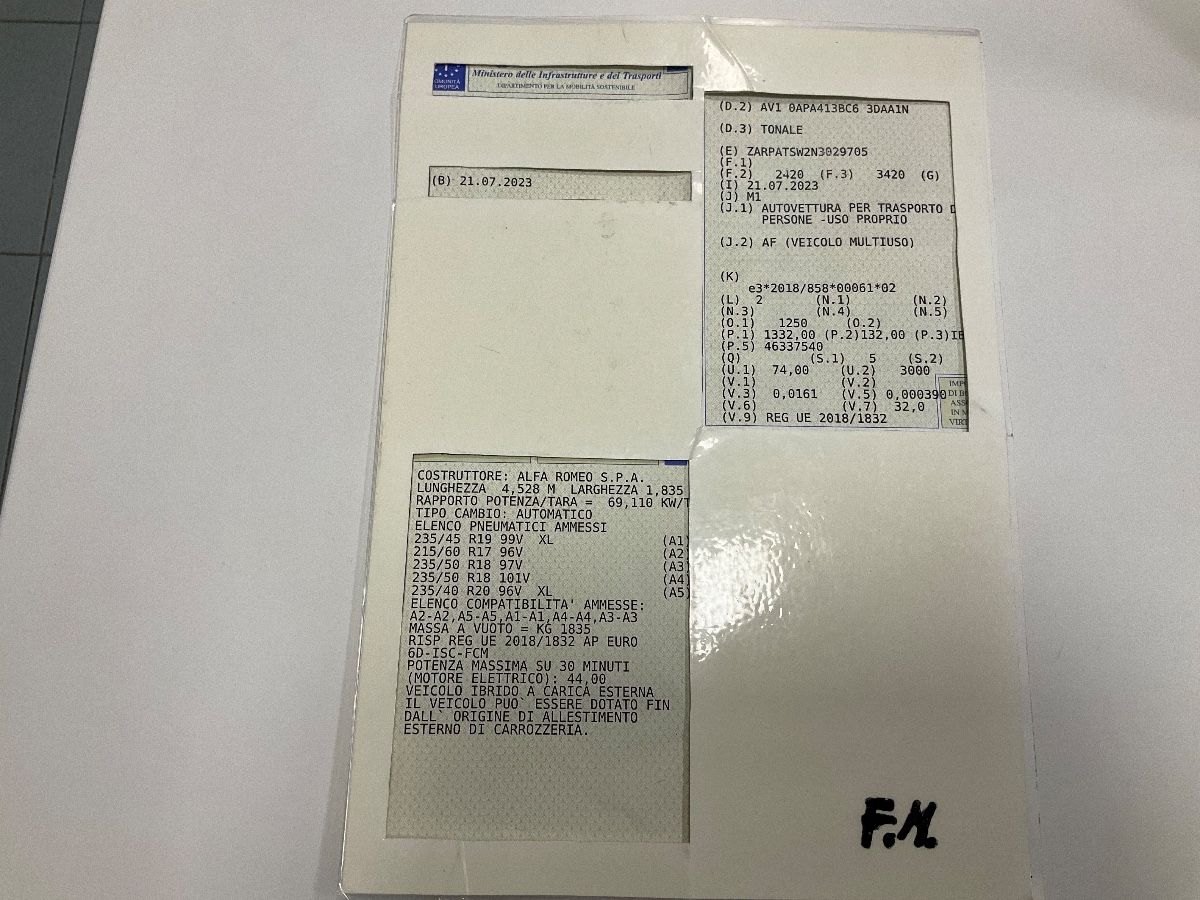 COMUNITÀ
EUROPEA
Ministero delle Infrastrutture e dei Trasporti
DIPARTIMENTO PER LA MOBILITÀ SOSTENIBILE
(B) 21.07.2023
COSTRUTTORE: ALFA ROMEO S.P.A.
LUNGHEZZA 4,528 M LARGHEZZA 1,835
RAPPORTO POTENZA/TARA = 69,110 KW/T
TIPO CAMBIO: AUTOMATICO
ELENCO PNEUMATICI AMMESSI
235/45 R19 99V XL (A1)
215/60 R17 96V (A2
235/50 R18 97V (A3
235/50 R18 101V (A4
235/40 R20 96V XL (A5)
ELENCO COMPATIBILITA' AMMESSE:
A2-A2,A5-A5,A1-A1,A4-A4,A3-A3
MASSA A VUOTO = KG 1835
RISP REG UE 2018/1832 AP EURO
6D-ISC-FCM
POTENZA MASSIMA SU 30 MINUTI
(MOTORE ELETTRICO): 44,00
VEICOLO IBRIDO A CARICA ESTERNA
IL VEICOLO PUO` ESSERE DOTATO FIN
DALL` ORIGINE DI ALLESTIMENTO
ESTERNO DI CARROZZERIA.
(D.2) AV1 0APA413BC6 3DAA1N
(D.3) TONALE
(E) ZARPATSW2N3029705
(F.1)
(F.2) 2420 (F.3) 3420 (G)
(I) 21.07.2023
(J) M1
(J.1) AUTOVETTURA PER TRASPORTO D
PERSONE -USO PROPRIO
(J.2) AF (VEICOLO MULTIUSO)
(K)
e3*2018/858*00061*02
(L) 2 (N.1) (N.2)
(N.3) (N.4) (N.5)
(O.1) 1250 (O.2)
(P.1) 1332,00 (P.2)132,00 (P.3)IB
(P.5) 46337540
(Q) (S.1) 5 (S.2)
(U.1) 74,00 (U.2) 3000
(V.1) (V.2)
(V.3) 0,0161 (V.5) 0,000390
(V.6) (V.7) 32,0
(V.9) REG UE 2018/1832
IMP
DI B
ASS
IN M
VIRT
F.M.